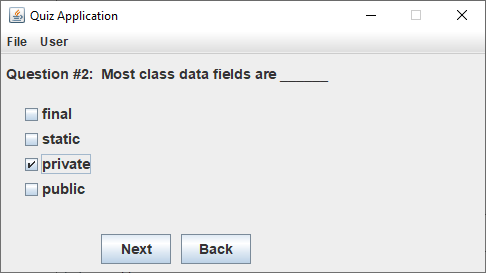 Quiz Application
File User
Question #2: Most class data fields are ______
final
static
private
public
Next Back